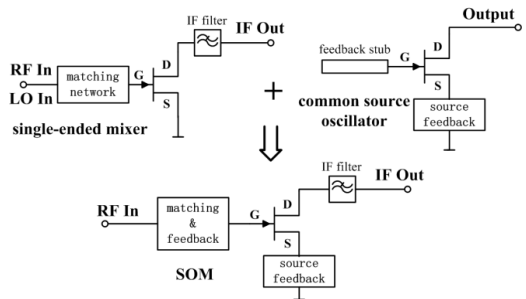 IF filter
IF Out
D
G
S
RF In
LO In
matching
network
single-ended mixer
+
Output
feedback stub
D
G
S
source
feedback
common source
oscillator
IF filter
IF Out
RF In
matching
&
feedback
D
G
S
source
feedback
SOM